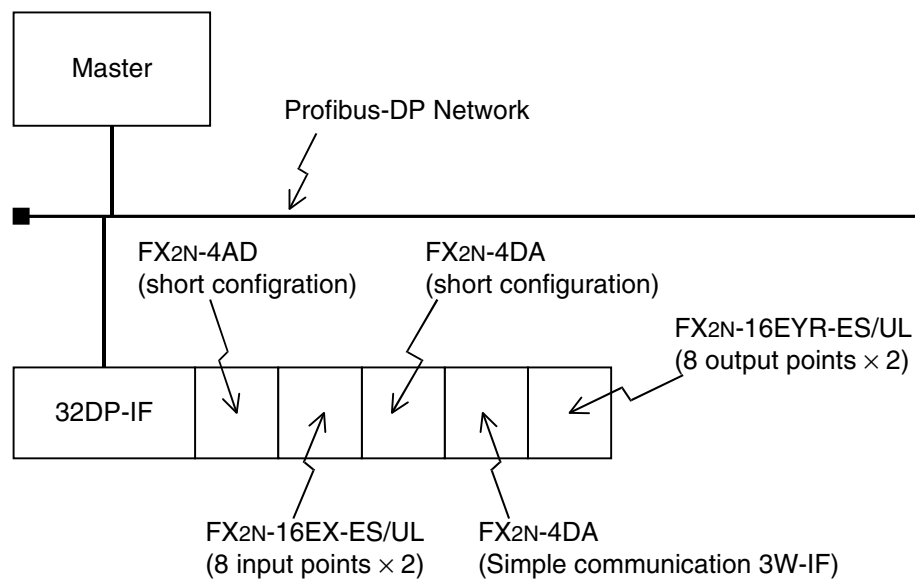 Master
Profibus-DP Network
FX2N-4AD
(short configration)
FX2N-4DA
(short configuration)
FX2N-16EYR-ES/UL
(8 output points × 2)
32DP-IF
FX2N-16EX-ES/UL
(8 input points × 2)
FX2N-4DA
(Simple communication 3W-IF)